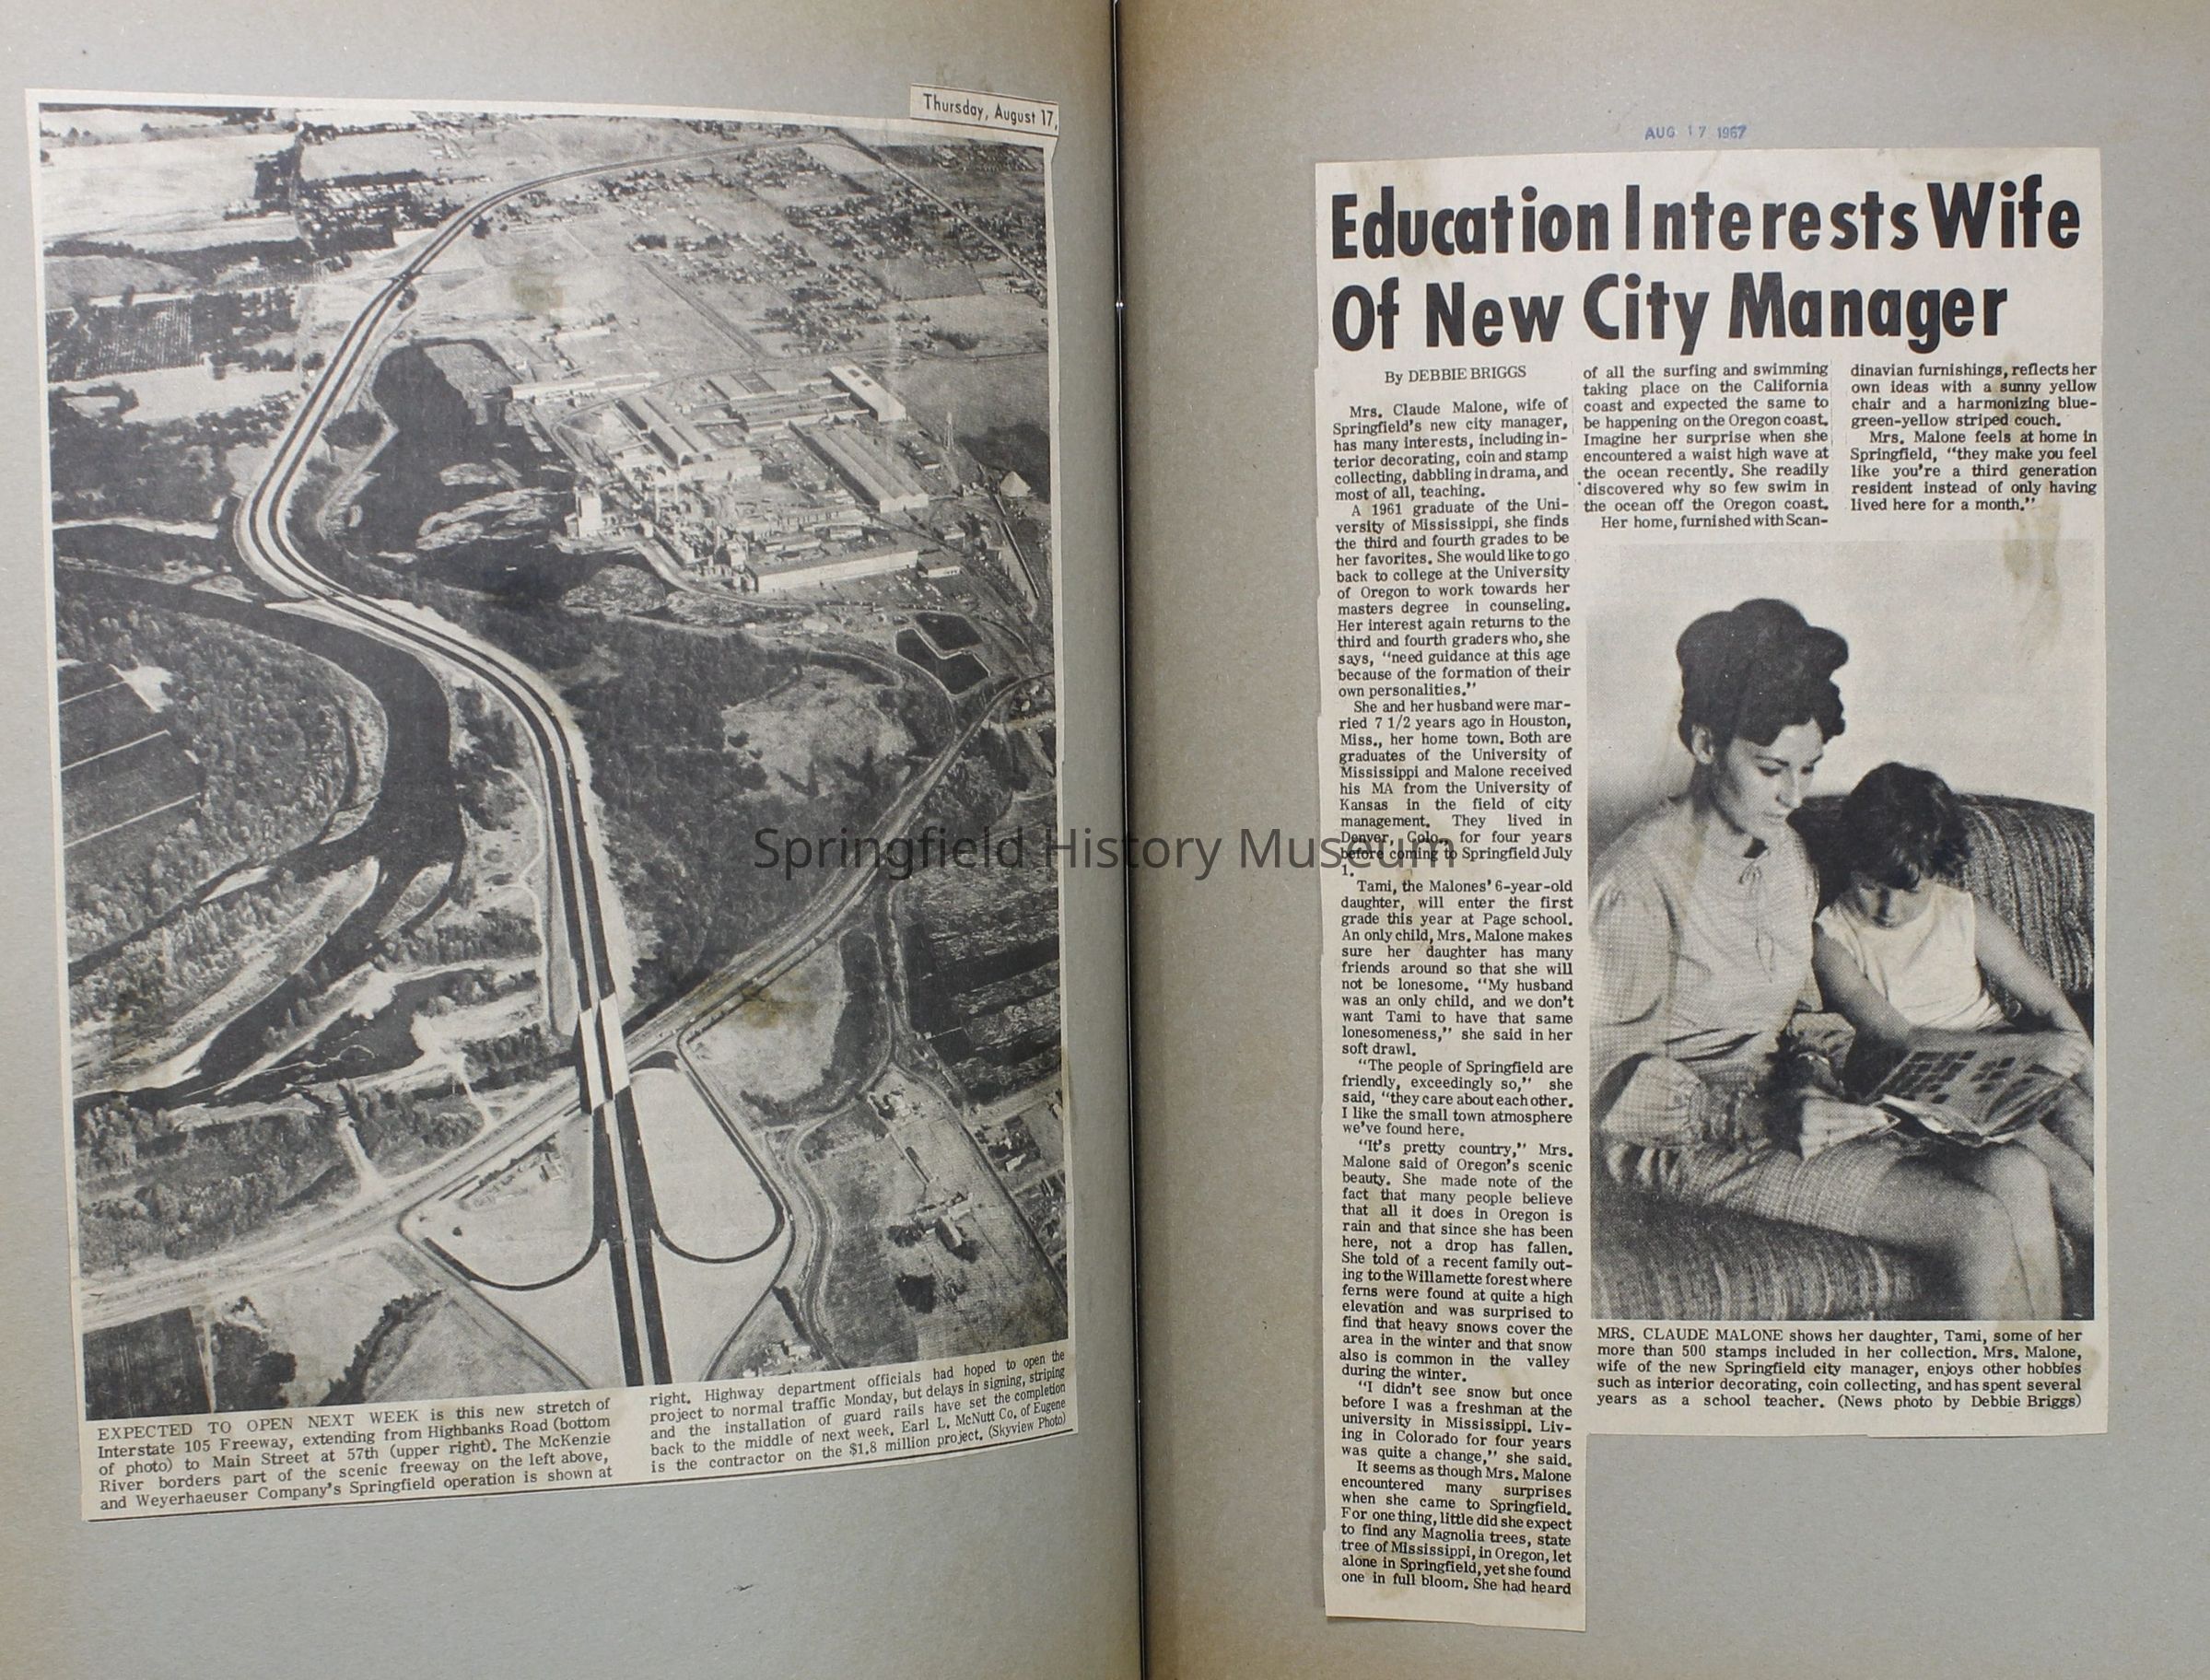 Thursday, August 17,
EXPECTED TO OPEN NEXT WEEK is this new stretch of
Interstate 105 Freeway, extending from Highbanks Road (bottom
of photo) to Main Street at 57th (upper right). The McKenzie
River borders part of the scenic freeway on the left above,
and Weyerhaeuser Company's Springfield operation is shown at
right. Highway department officials had hoped to open the
project to normal traffic Monday, but delays in signing, striping
and the installation of guard rails have set the completion
back to the middle of next week. Earl L. McNutt Co. of Eugene
is the contractor on the $1.8 million project. (Skyview Photo)
Springfield History Museum
AUG 17 1967
Education Interests Wife
Of New City Manager
By DEBBIE BRIGGS
Mrs. Claude Malone, wife of
Springfield's new city manager,
has many interests, including in-
terior decorating, coin and stamp
collecting, dabbling in drama, and
most of all, teaching.
A 1961 graduate of the Uni-
versity of Mississippi, she finds
the third and fourth grades to be
her favorites. She would like to go
back to college at the University
of Oregon to work towards her
masters degree in counseling.
Her interest again returns to the
third and fourth graders who, she
says, "need guidance at this age
because of the formation of their
own personalities."
She and her husband were mar-
ried 7 1/2 years ago in Houston,
Miss., her home town. Both are
graduates of the University of
Mississippi and Malone received
his MA from the University of
Kansas in the field of city
management. They lived in
Denver, Colo., for four years
before coming to Springfield July
1.
Tami, the Malones' 6-year-old
daughter, will enter the first
grade this year at Page school.
An only child, Mrs. Malone makes
sure her daughter has many
friends around so that she will
not be lonesome. "My husband
was an only child, and we don't
want Tami to have that same
lonesomeness," she said in her
soft drawl.
"The people of Springfield are
friendly, exceedingly so," she
said, "they care about each other.
I like the small town atmosphere
we've found here.
"It's pretty country," Mrs.
Malone said of Oregon's scenic
beauty. She made note of the
fact that many people believe
that all it does in Oregon is
rain and that since she has been
here, not a drop has fallen.
She told of a recent family out-
ing to the Willamette forest where
ferns were found at quite a high
elevation and was surprised to
find that heavy snows cover the
area in the winter and that snow
also is common in the valley
during the winter.
"I didn't see snow but once
before I was a freshman at the
university in Mississippi. Liv-
ing in Colorado for four years
was quite a change," she said.
It seems as though Mrs. Malone
encountered many surprises
when she came to Springfield.
For one thing, little did she expect
to find any Magnolia trees, state
tree of Mississippi, in Oregon, let
alone in Springfield, yet she found
one in full bloom. She had heard
of all the surfing and swimming
taking place on the California
coast and expected the same to
be happening on the Oregon coast.
Imagine her surprise when she
encountered a waist high wave at
the ocean recently. She readily
discovered why so few swim in
the ocean off the Oregon coast.
Her home, furnished with Scan-
dinavian furnishings, reflects her
own ideas with a sunny yellow
chair and a harmonizing blue-
green-yellow striped couch.
Mrs. Malone feels at home in
Springfield, "they make you feel
like you're a third generation
resident instead of only having
lived here for a month."
MRS. CLAUDE MALONE shows her daughter, Tami, some of her
more than 500 stamps included in her collection. Mrs. Malone,
wife of the new Springfield city manager, enjoys other hobbies
such as interior decorating, coin collecting, and has spent several
years as a school teacher. (News photo by Debbie Briggs)